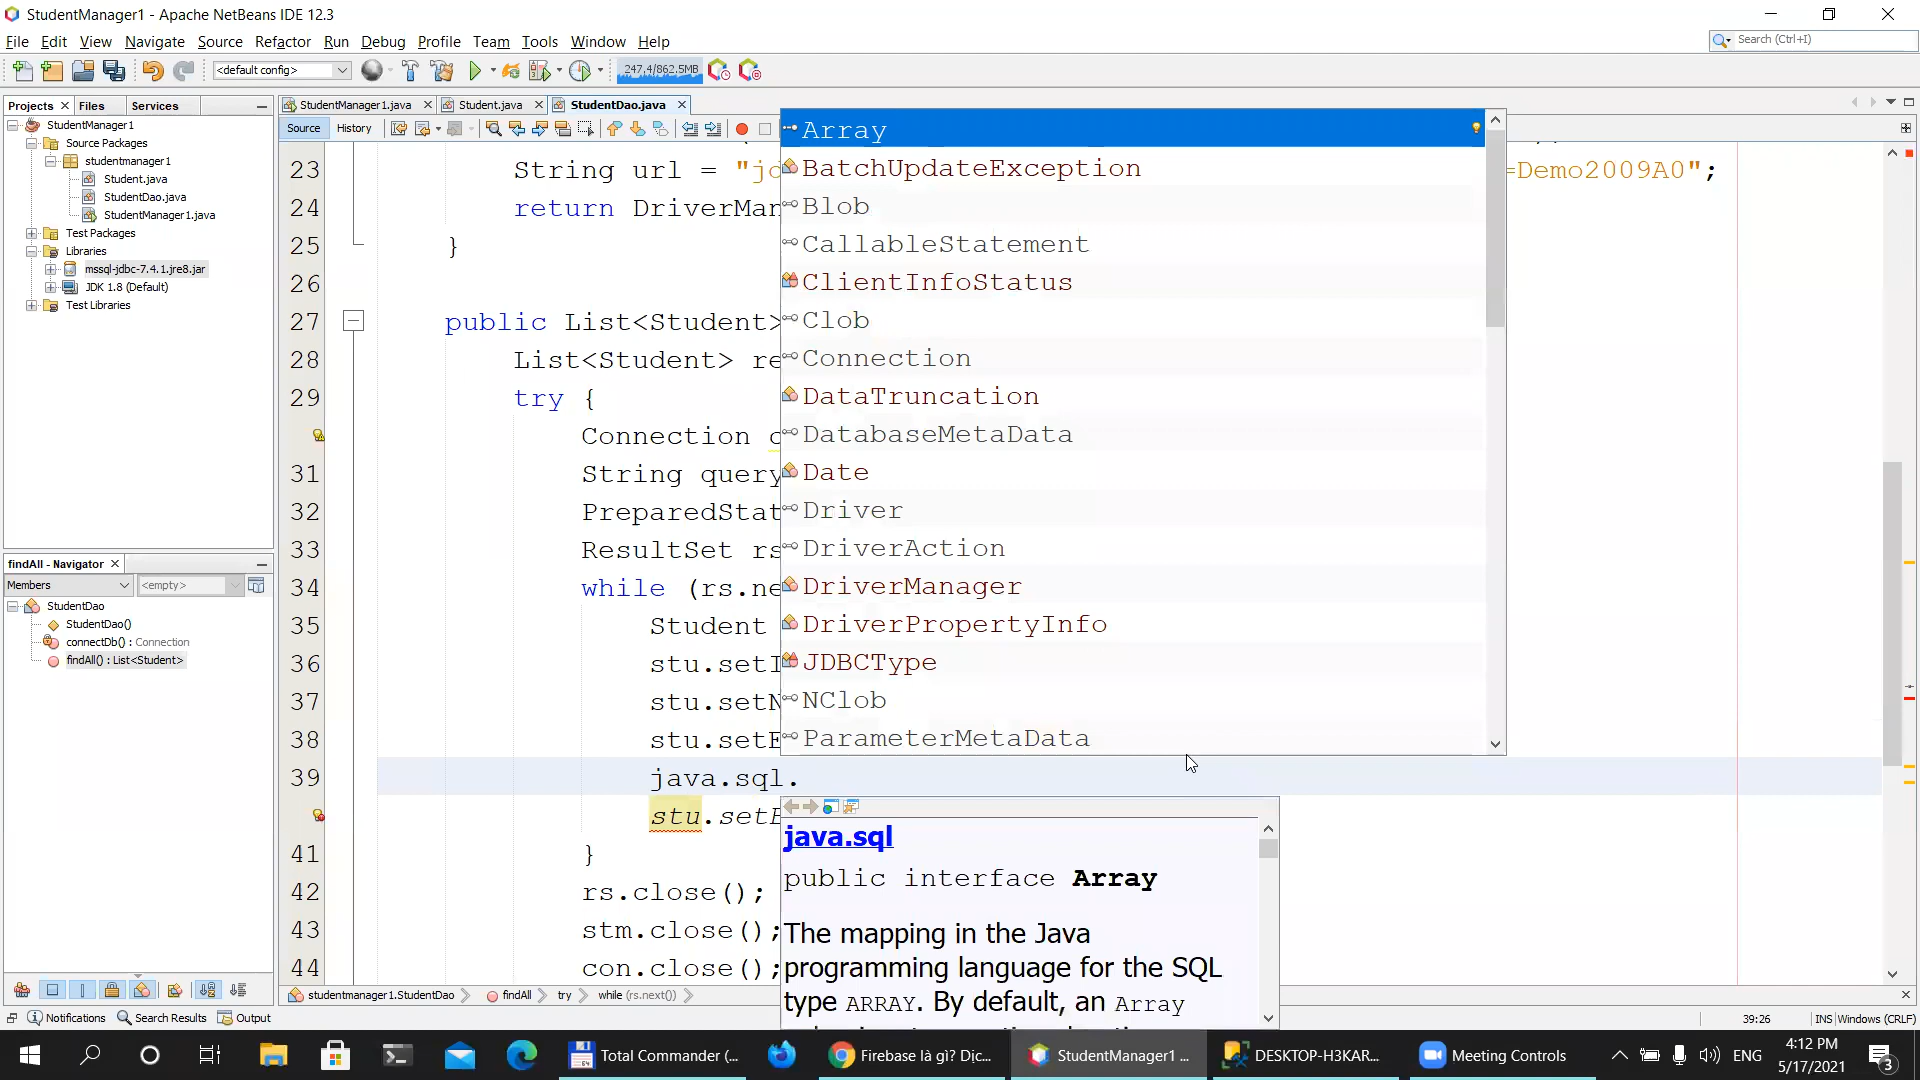 StudentManager1 - Apache NetBeans IDE 12.3
File Edit View Navigate Source Refactor Run Debug Profile Team Tools Window Help
Search (Ctrl+I)
<default config>
247.4/862.5MB
Projects Files Services
StudentManager1
Source Packages
studentmanager1
Student.java
StudentDao.java
StudentManager1.java
Test Packages
Libraries
mssql-jdbc-7.4.1.jre8.jar
JDK 1.8 (Default)
Test Libraries
findAll - Navigator
Members <empty>
StudentDao
StudentDao()
connectDb() : Connection
findAll() : List<Student>
StudentManager1.java Student.java StudentDao.java
Source History
23 String url = "jd =Demo2009A0";
24 return DriverMan
25 }
26
27 public List<Student>
28 List<Student> re
29 try {
Connection c
31 String query
32 PreparedStat
33 ResultSet rs
34 while (rs.ne
35 Student
36 stu.setI
37 stu.setN
38 stu.setE
39 java.sql.
stu.setB
41 }
42 rs.close();
43 stm.close();
44 con.close();
Array
BatchUpdateException
Blob
CallableStatement
ClientInfoStatus
Clob
Connection
DataTruncation
DatabaseMetaData
Date
Driver
DriverAction
DriverManager
DriverPropertyInfo
JDBCType
NClob
ParameterMetaData
java.sql
public interface Array
The mapping in the Java
programming language for the SQL
type ARRAY. By default, an Array
studentmanager1.StudentDao findAll try while (rs.next())
Notifications Search Results Output
39:26 INS Windows (CRLF)
Total Commander (... Firebase là gì? Dịc... StudentManager1 ... DESKTOP-H3KAR... Meeting Controls ENG
4:12 PM
5/17/2021
3